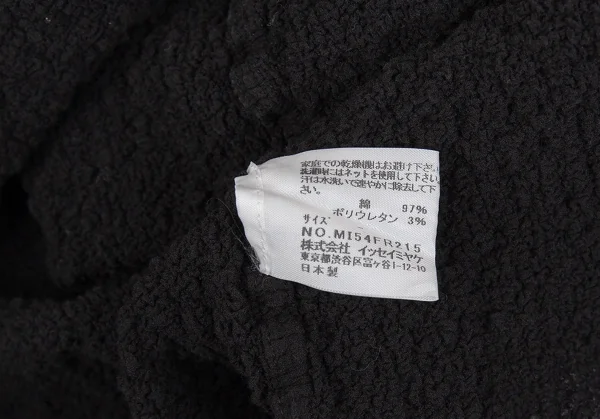 家庭での乾燥機はお避け下さい。
洗濯時にはネットを使用して下さい。
汗は水洗いで速やかに除去して下
さい。
綿 97%
ポリウレタン 3%
サイズ
NO.MI54FR215
株式会社 イッセイミヤケ
東京都渋谷区富ヶ谷1-12-10
日本製